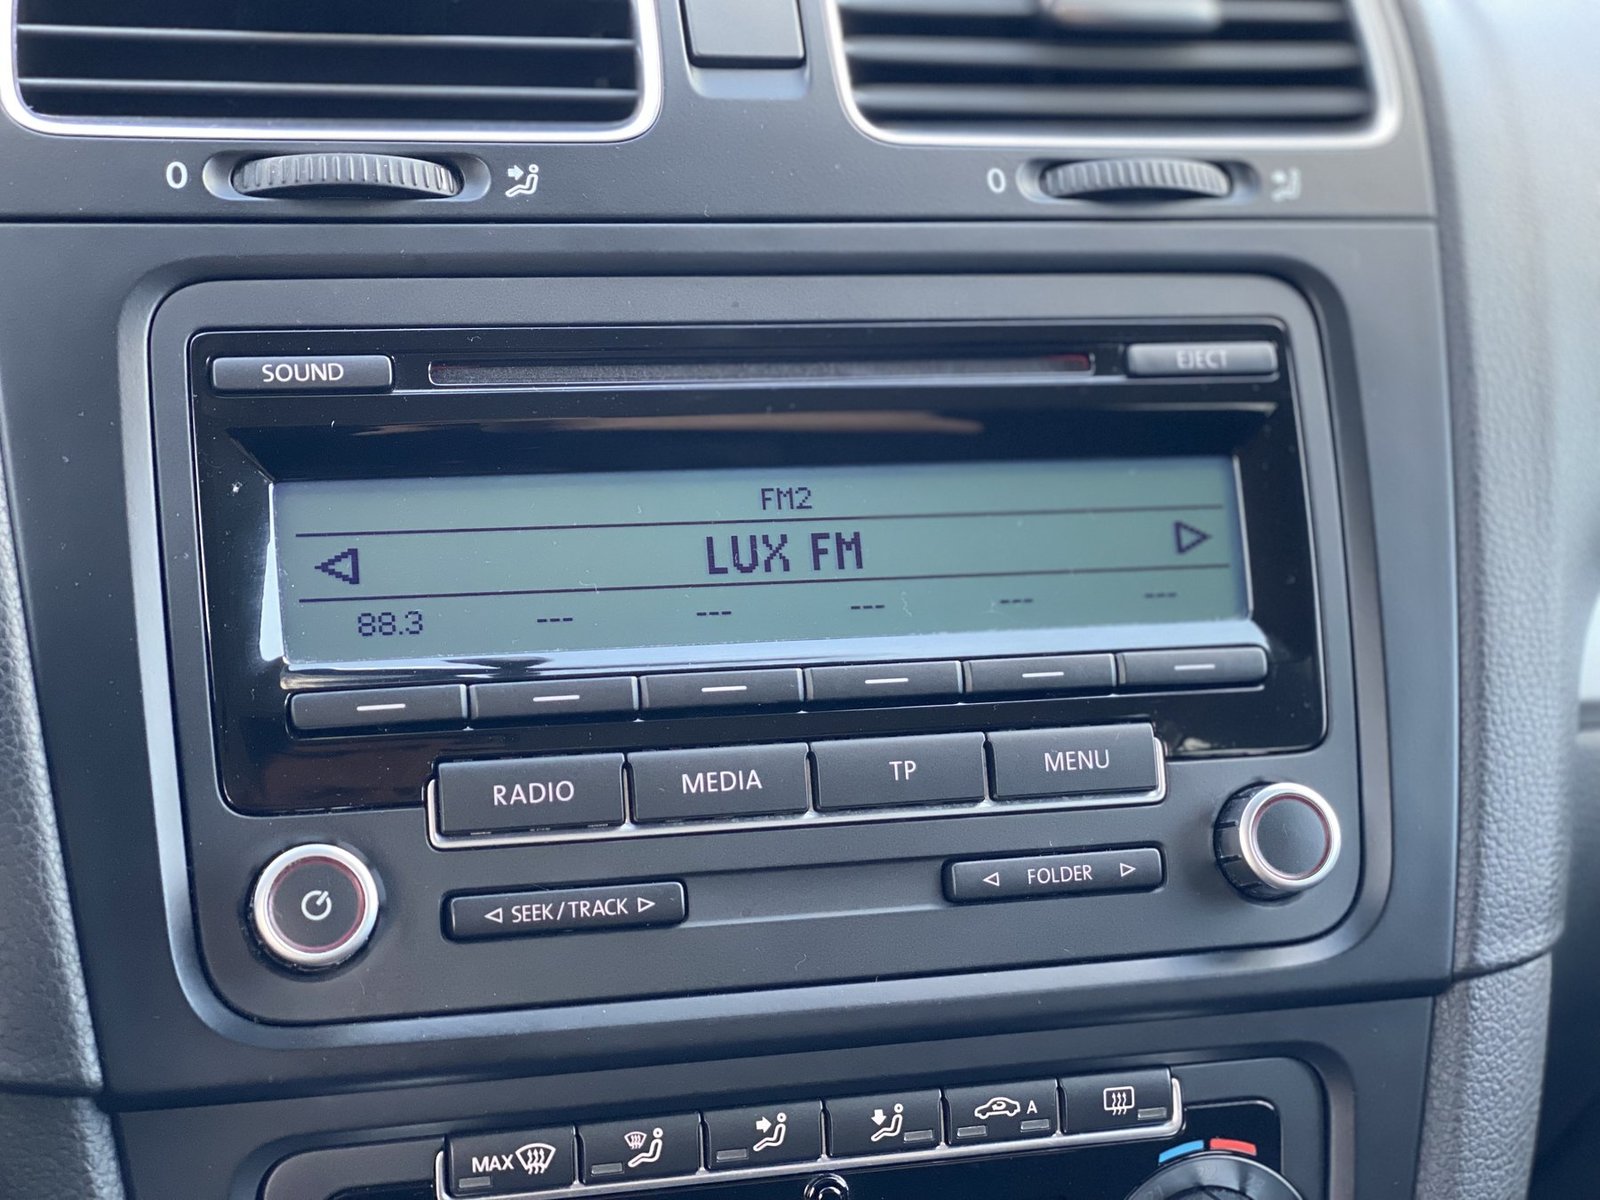 0
0
SOUND
EJECT
FM2
LUX FM
88.3 --- --- --- --- ---
RADIO MEDIA TP MENU
SEEK/TRACK
FOLDER
MAX
A